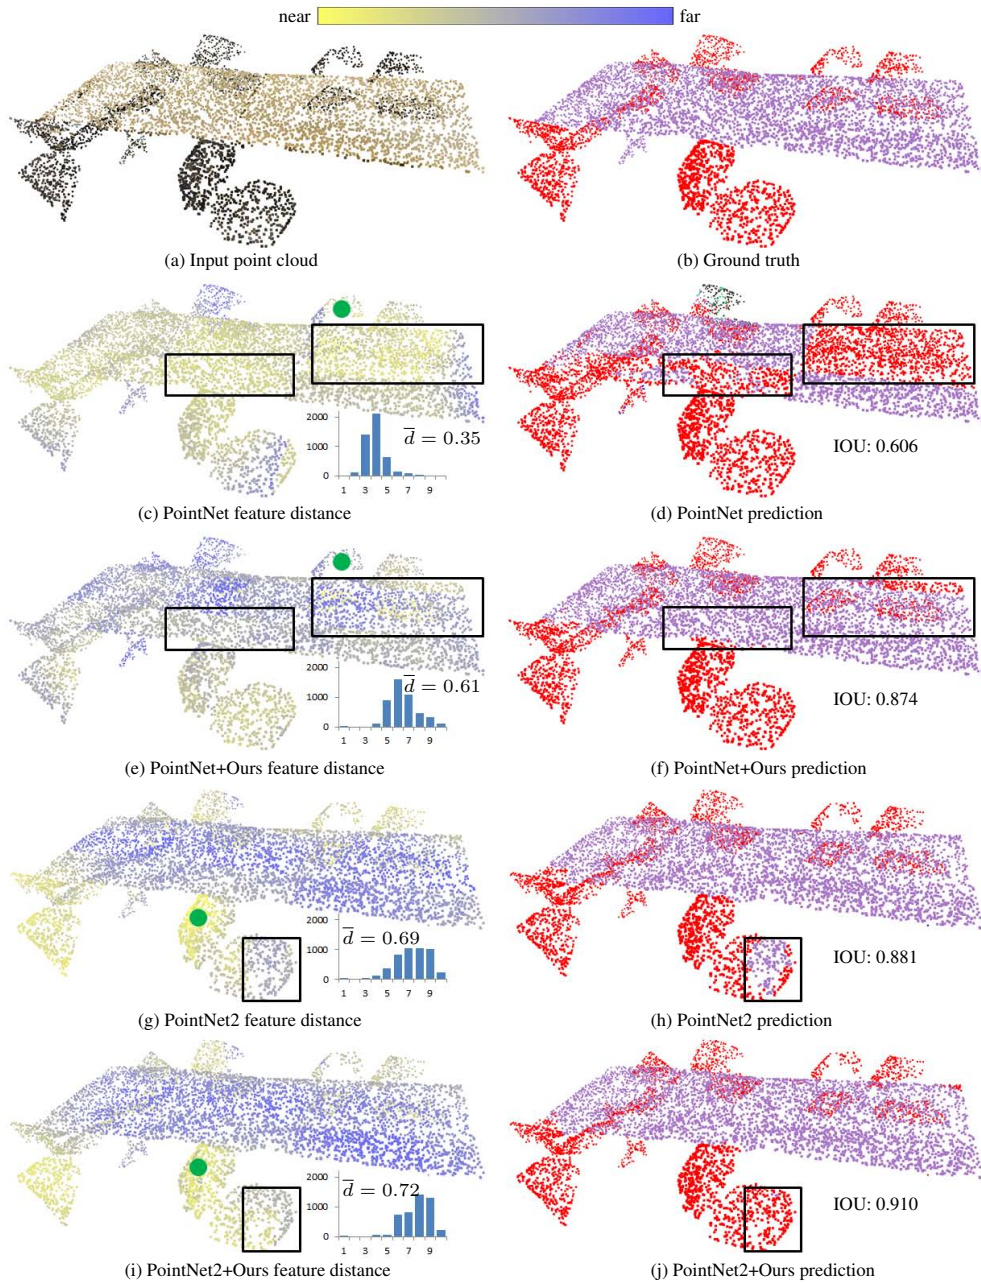 near far
(a) Input point cloud (b) Ground truth
2000
1000
0
1 3 5 7 9
d̅ = 0.35
IOU: 0.606
(c) PointNet feature distance (d) PointNet prediction
2000
1000
0
1 3 5 7 9
d̅ = 0.61
IOU: 0.874
(e) PointNet+Ours feature distance (f) PointNet+Ours prediction
2000
1000
0
1 3 5 7 9
d̅ = 0.69
IOU: 0.881
(g) PointNet2 feature distance (h) PointNet2 prediction
2000
1000
0
1 3 5 7 9
d̅ = 0.72
IOU: 0.910
(i) PointNet2+Ours feature distance (j) PointNet2+Ours prediction